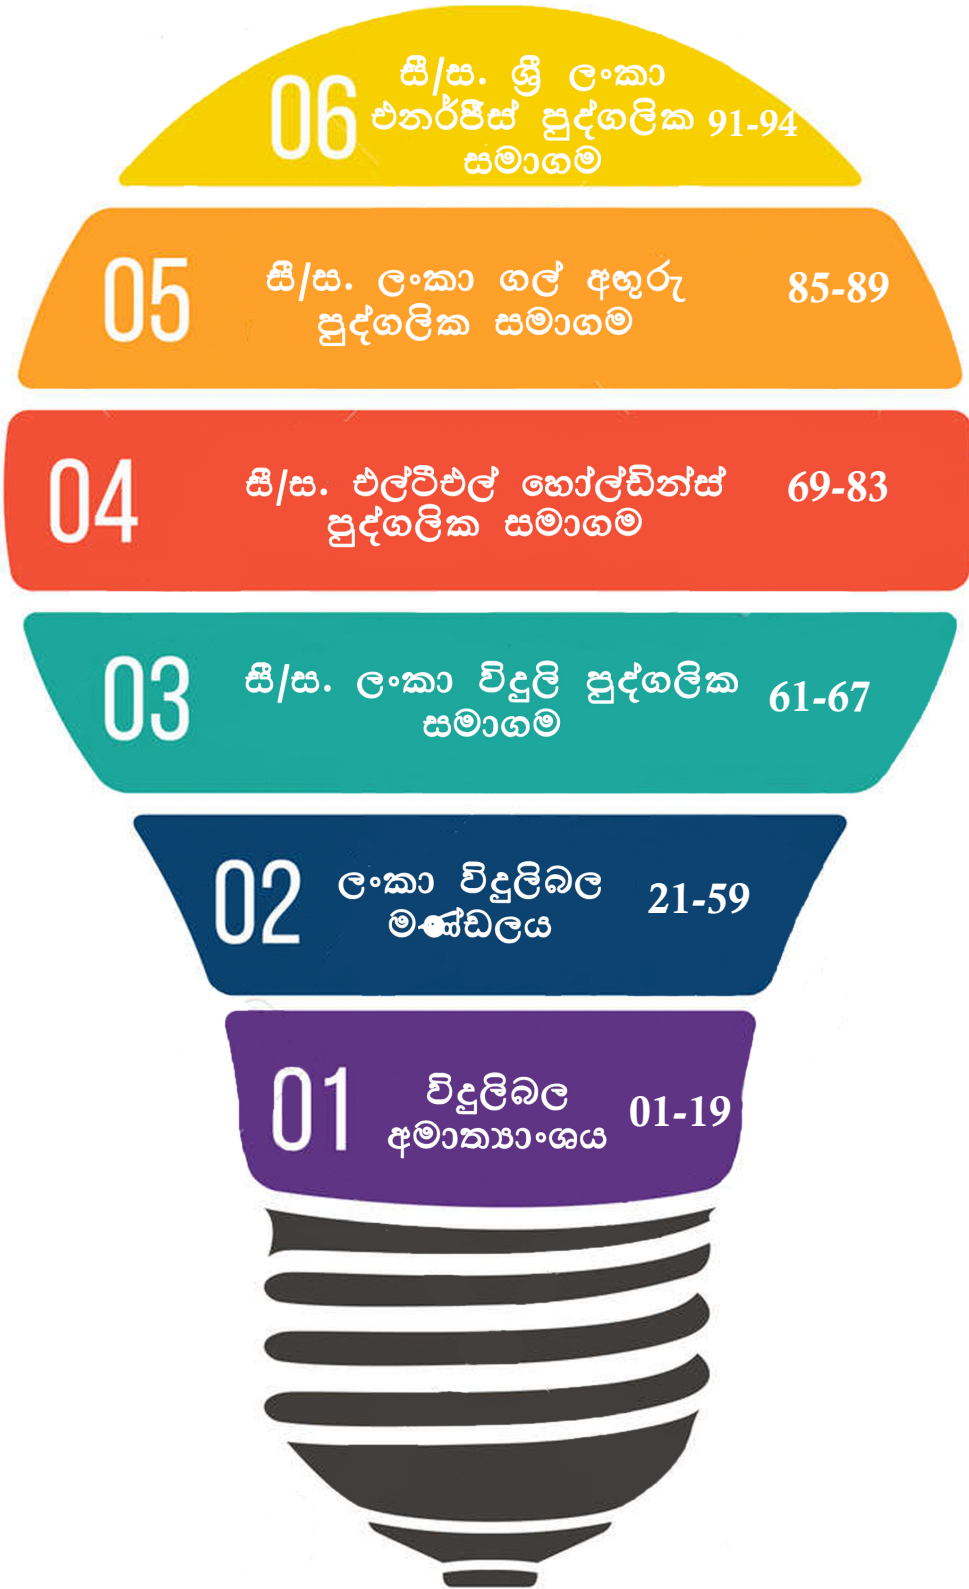 06
සී/ස. ශ්‍රී ලංකා
එනර්ජීස් පුද්ගලික
සමාගම
91-94
05
සී/ස. ලංකා ගල් අඟුරු
පුද්ගලික සමාගම
85-89
04
සී/ස. එල්ටීඑල් හෝල්ඩින්ස්
පුද්ගලික සමාගම
69-83
03
සී/ස. ලංකා විදුලි පුද්ගලික
සමාගම
61-67
02
ලංකා විදුලිබල
මණ්ඩලය
21-59
01
විදුලිබල
අමාත්‍යාංශය
01-19